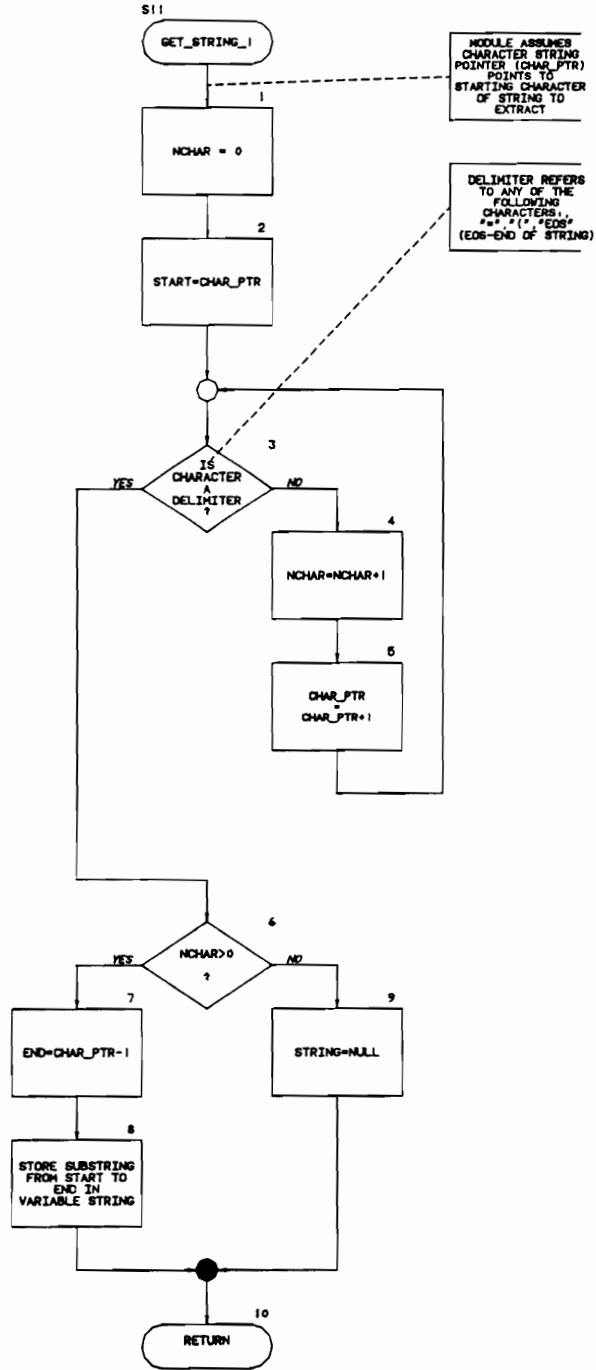 S11
GET_STRING_1
MODULE ASSUMES
CHARACTER STRING
POINTER (CHAR_PTR)
POINTS TO
STARTING CHARACTER
OF STRING TO
EXTRACT
1
NCHAR = 0
DELIMITER REFERS
TO ANY OF THE
FOLLOWING
CHARACTERS:,
"=", "(", "EOS"
(EOS-END OF STRING)
2
START=CHAR_PTR
3
IS
CHARACTER
A
DELIMITER
?
YES
NO
4
NCHAR=NCHAR+1
5
CHAR_PTR
=
CHAR_PTR+1
6
NCHAR>0
?
YES
NO
7
END=CHAR_PTR-1
9
STRING=NULL
8
STORE SUBSTRING
FROM START TO
END IN
VARIABLE STRING
10
RETURN